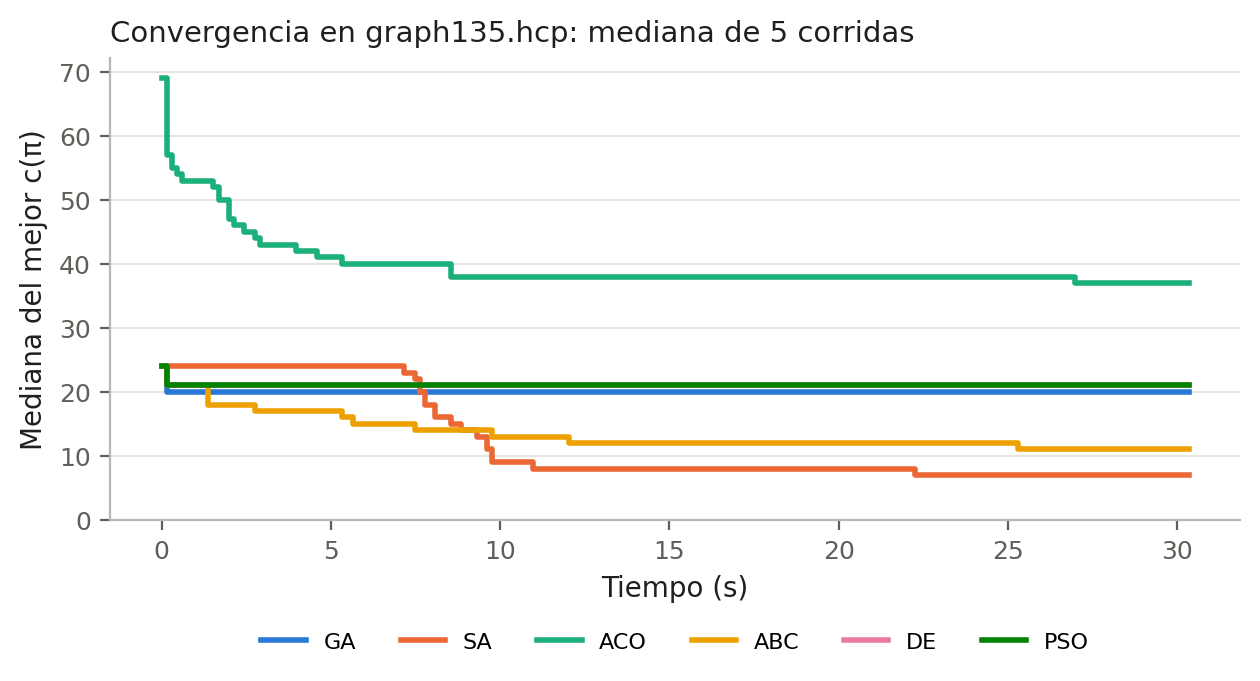 Convergencia en graph135.hcp: mediana de 5 corridas
Mediana del mejor c(π)
70
60
50
40
30
20
10
0
0 5 10 15 20 25 30
Tiempo (s)
GA SA ACO ABC DE PSO